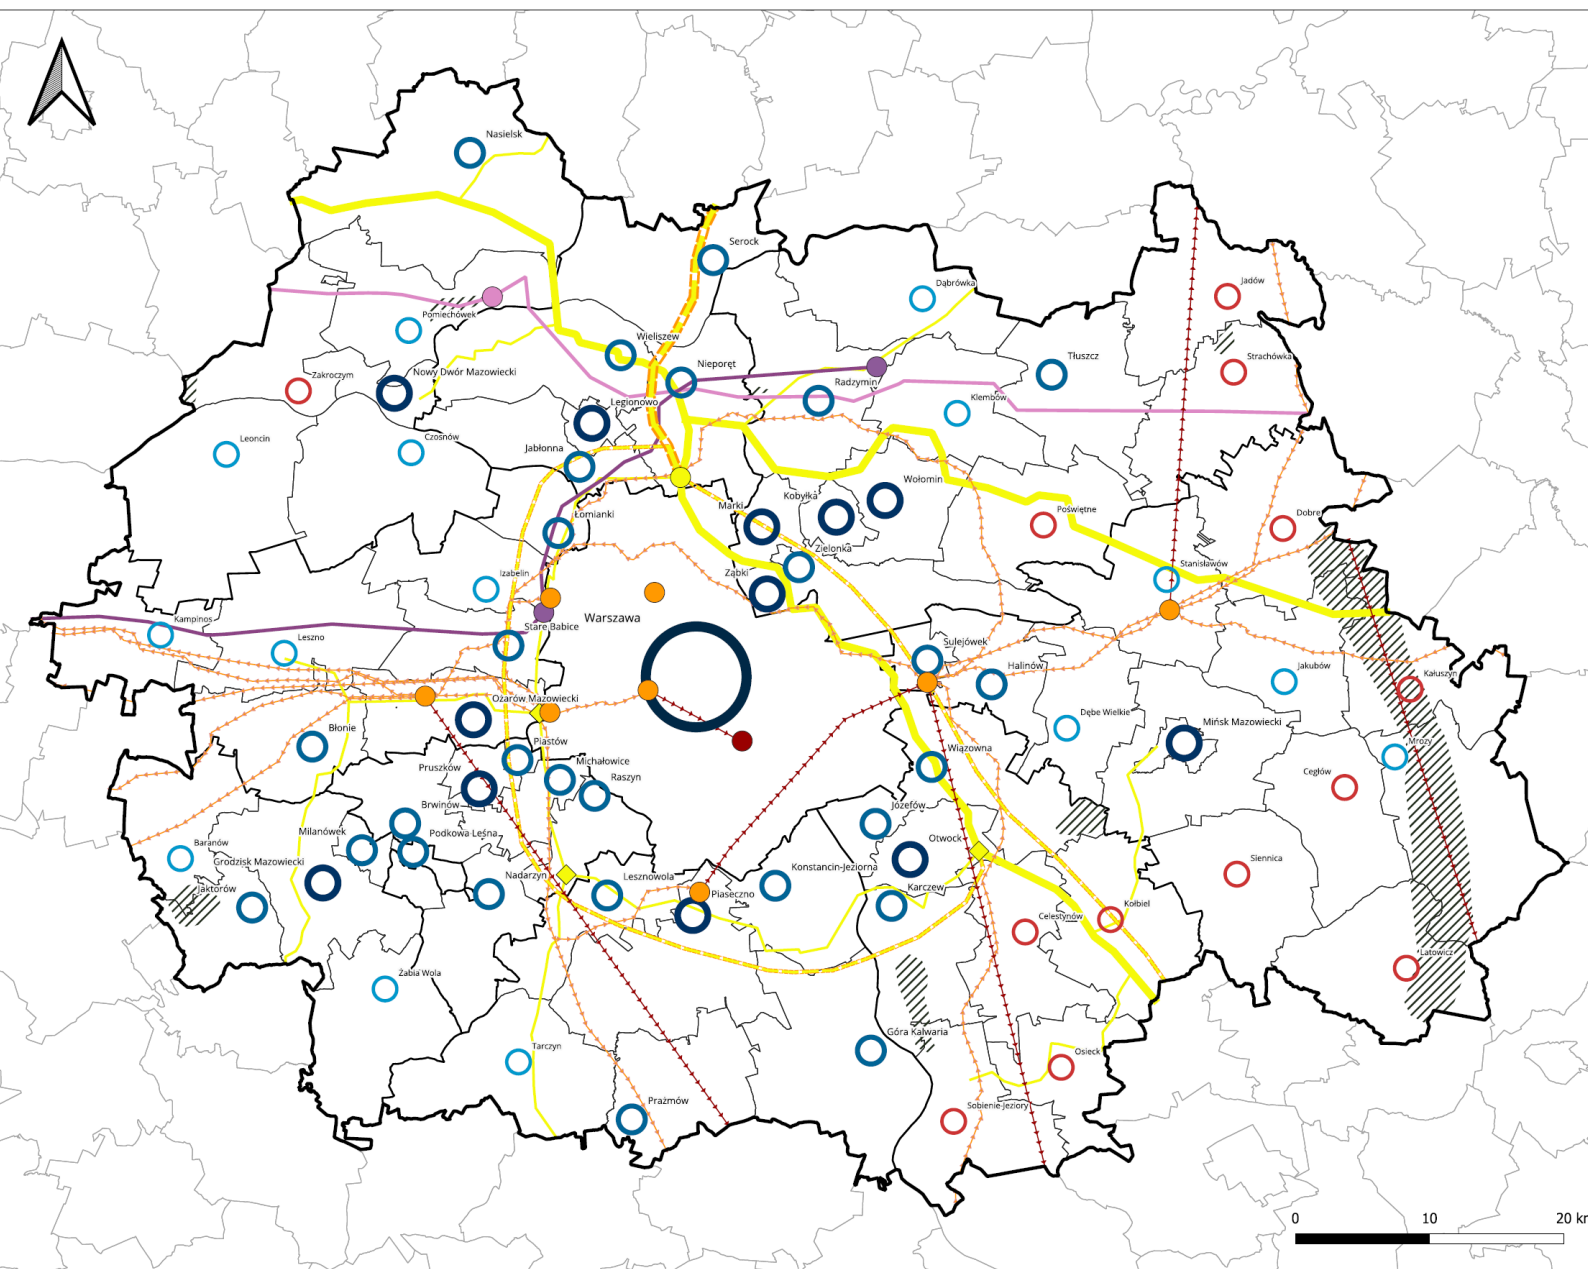 Nasielsk
Serock
Dąbrówka
Jadów
Pomiechówek
Wieliszew
Strachówka
Tłuszcz
Nieporęt
Zakroczym
Nowy Dwór Mazowiecki
Radzymin
Legionowo
Klembów
Leoncin
Czosnów
Jabłonna
Wołomin
Kobyłka
Marki
Poświętne
Dobre
Łomianki
Zielonka
Stanisławów
Ząbki
Izabelin
Kampinos
Warszawa
Stare Babice
Leszno
Sulejówek
Halinów
Jakubów
Kałuszyn
Ożarów Mazowiecki
Dębe Wielkie
Mińsk Mazowiecki
Błonie
Mrozy
Piastów
Wiązowna
Michałowice
Pruszków
Raszyn
Cegłów
Brwinów
Józefów
Milanówek
Podkowa Leśna
Otwock
Baranów
Grodzisk Mazowiecki
Siennica
Konstancin-Jeziorna
Nadarzyn
Lesznowola
Jaktorów
Karczew
Piaseczno
Kołbiel
Celestynów
Latowicz
Żabia Wola
Góra Kalwaria
Tarczyn
Osieck
Prażmów
Sobienie-Jeziory
0 10 20 km